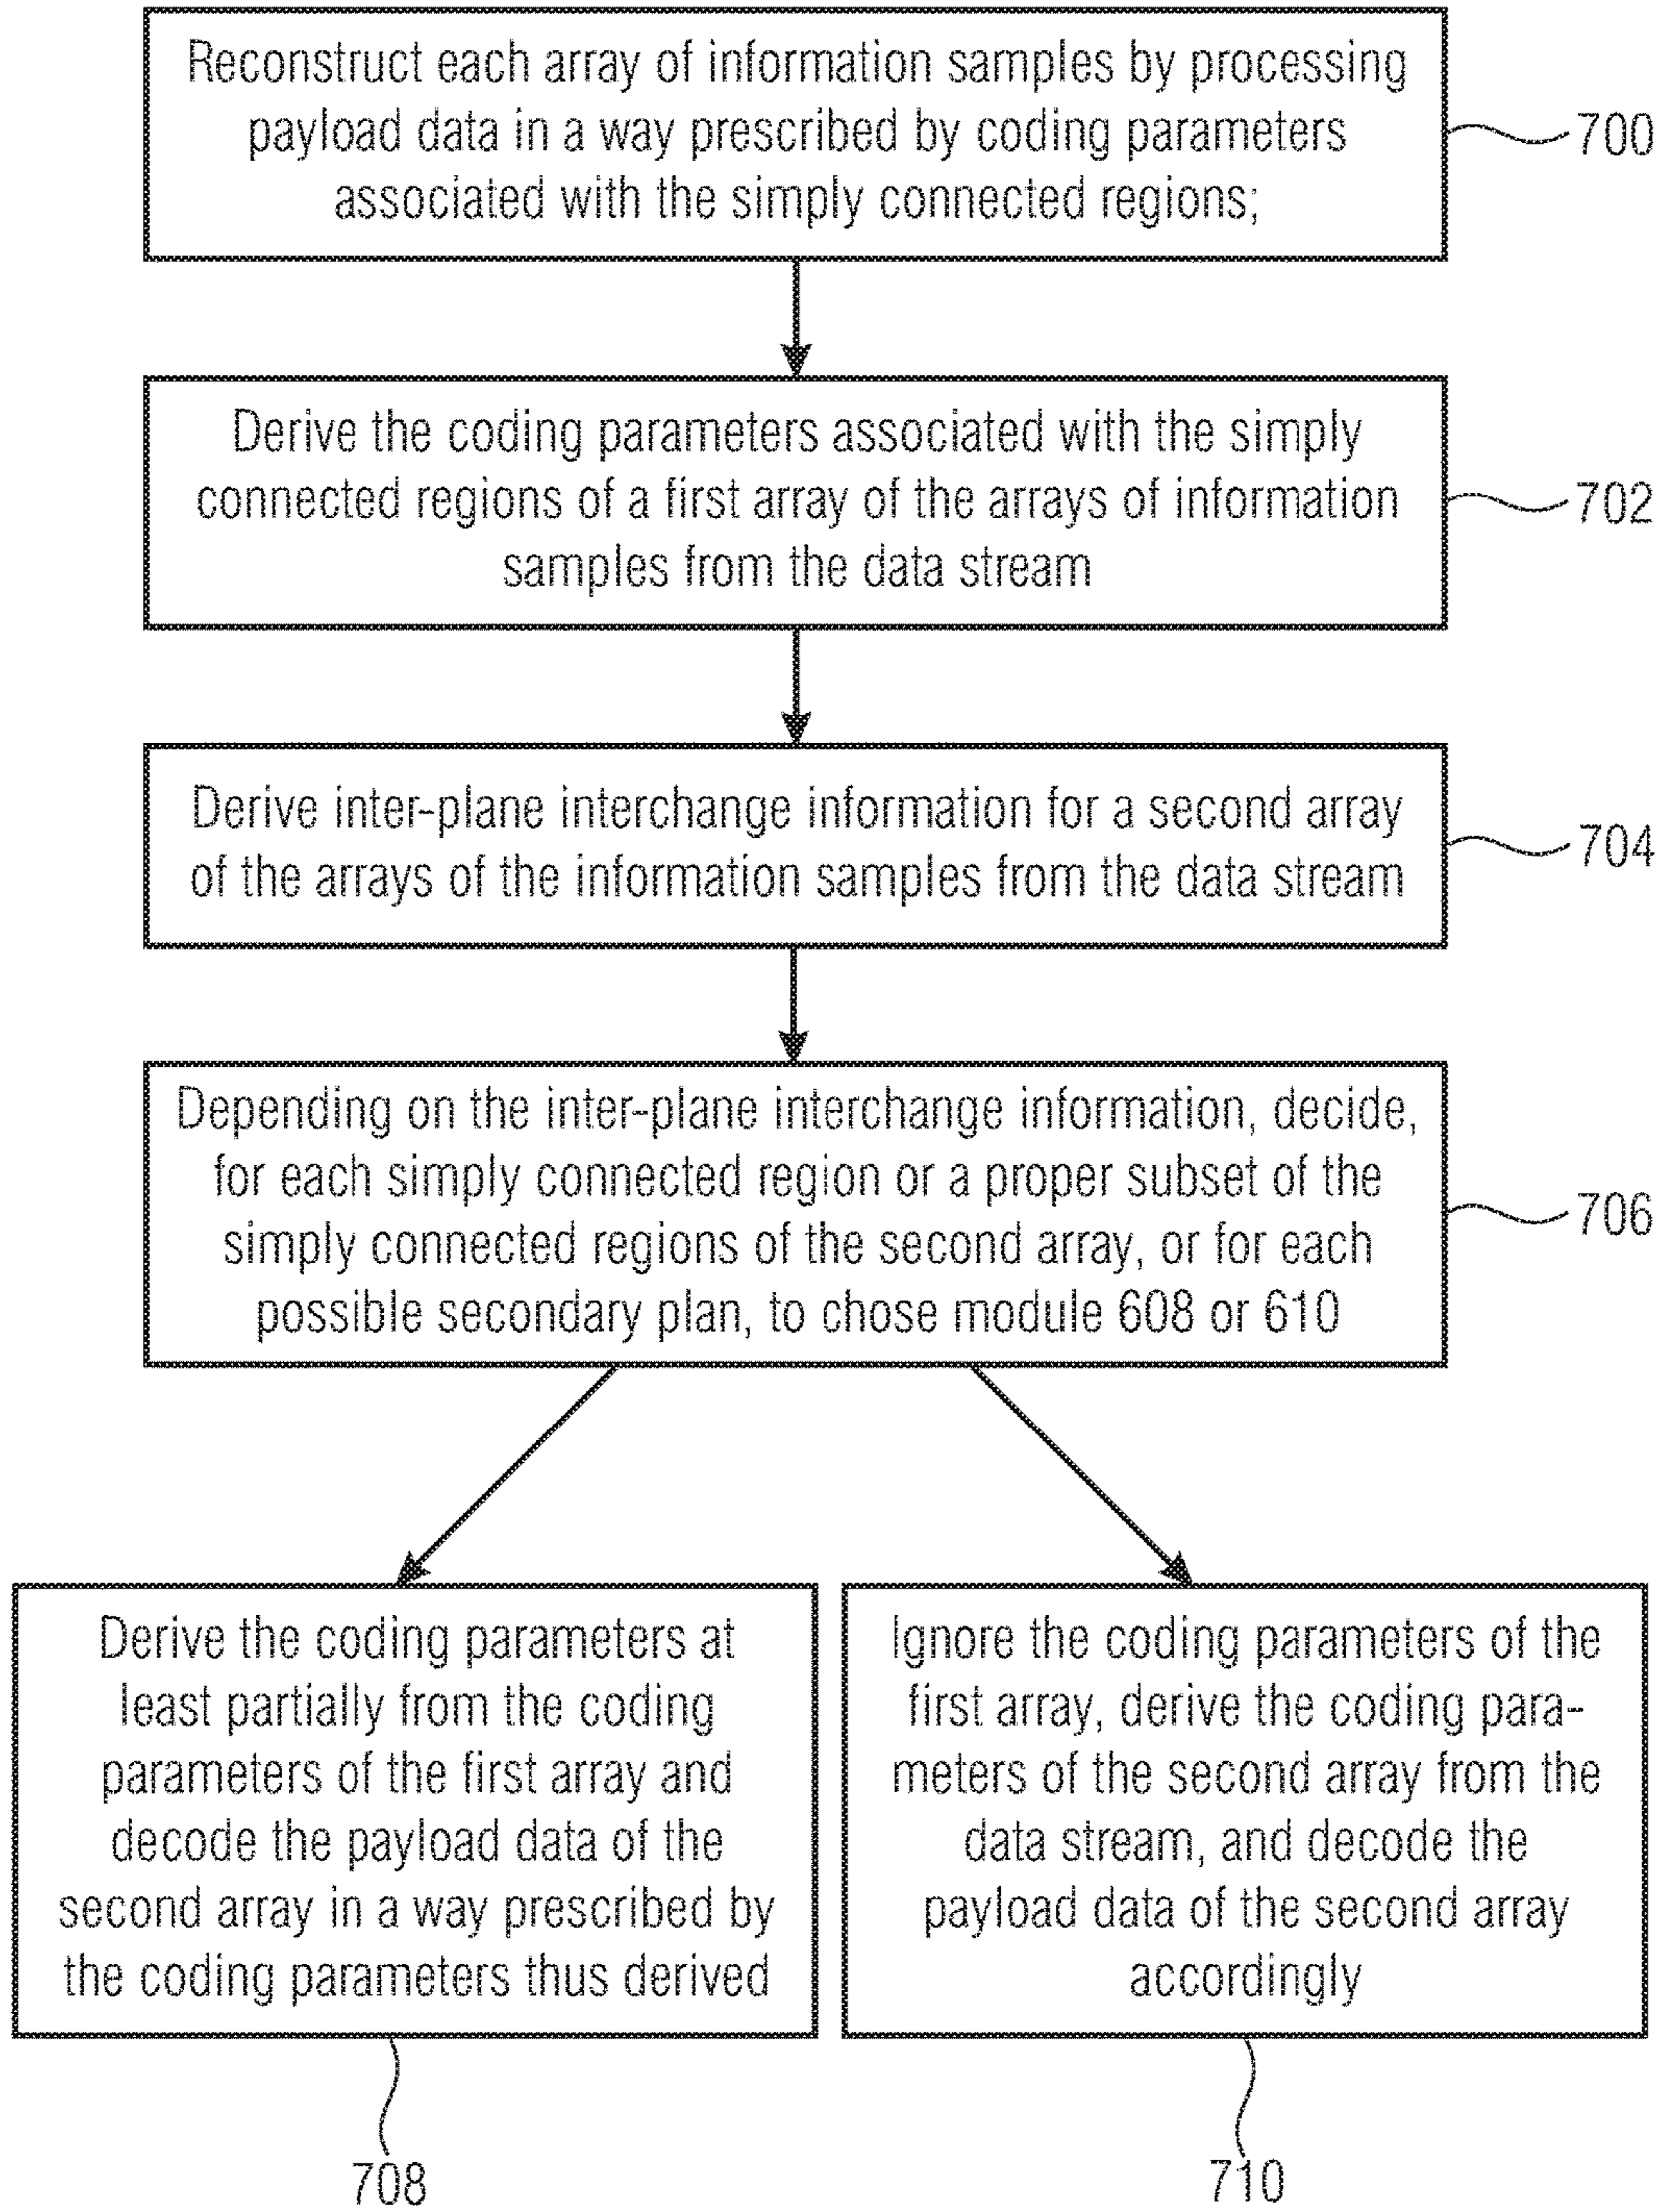 Reconstruct each array of information samples by processing
payload data in a way prescribed by coding parameters
associated with the simply connected regions;
700
Derive the coding parameters associated with the simply
connected regions of a first array of the arrays of information
samples from the data stream
702
Derive inter-plane interchange information for a second array
of the arrays of the information samples from the data stream
704
Depending on the inter-plane interchange information, decide,
for each simply connected region or a proper subset of the
simply connected regions of the second array, or for each
possible secondary plan, to chose module 608 or 610
706
Derive the coding parameters at
least partially from the coding
parameters of the first array and
decode the payload data of the
second array in a way prescribed by
the coding parameters thus derived
708
Ignore the coding parameters of the
first array, derive the coding para-
meters of the second array from the
data stream, and decode the
payload data of the second array
accordingly
710